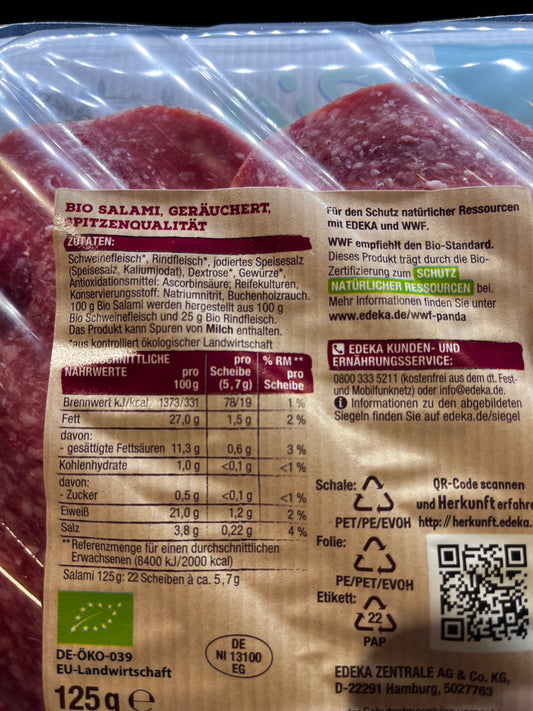 BIO SALAMI, GERÄUCHERT,
SPITZENQUALITÄT
ZUTATEN:
Schweinefleisch*, Rindfleisch*, jodiertes Speisesalz
(Speisesalz, Kaliumjodat), Dextrose*, Gewürze*,
Antioxidationsmittel: Ascorbinsäure; Reifekulturen,
Konservierungsstoff: Natriumnitrit, Buchenholzrauch.
100 g Bio Salami werden hergestellt aus 100 g
Bio Schweinefleisch und 25 g Bio Rindfleisch.
Das Produkt kann Spuren von Milch enthalten.
*aus kontrolliert ökologischer Landwirtschaft
DURCHSCHNITTLICHE NÄHRWERTE pro 100 g pro Scheibe (5,7 g) % RM** pro Scheibe
Brennwert kJ/kcal 1373/331 78/19 1 %
Fett 27,0 g 1,5 g 2 %
davon:
- gesättigte Fettsäuren 11,3 g 0,6 g 3 %
Kohlenhydrate 1,0 g <0,1 g <1 %
davon:
- Zucker 0,5 g <0,1 g <1 %
Eiweiß 21,0 g 1,2 g 2 %
Salz 3,8 g 0,22 g 4 %
**Referenzmenge für einen durchschnittlichen
Erwachsenen (8400 kJ/2000 kcal)
Salami 125 g: 22 Scheiben à ca. 5,7 g
DE-ÖKO-039
EU-Landwirtschaft
125 g ℮
DE
NI 13100
EG
Für den Schutz natürlicher Ressourcen
mit EDEKA und WWF.
WWF empfiehlt den Bio-Standard.
Dieses Produkt trägt durch die Bio-
Zertifizierung zum SCHUTZ
NATÜRLICHER RESSOURCEN bei.
Mehr Informationen finden Sie unter
www.edeka.de/wwf-panda
EDEKA KUNDEN- UND
ERNÄHRUNGSSERVICE:
0800 333 5211 (kostenfrei aus dem dt. Fest-
und Mobilfunknetz) oder info@edeka.de.
i Informationen zu den abgebildeten
Siegeln finden Sie auf edeka.de/siegel
Schale:
PET/PE/EVOH
Folie:
PE/PET/EVOH
Etikett:
22
PAP
QR-Code scannen
und Herkunft erfahre
http://herkunft.edeka.
EDEKA ZENTRALE AG & Co. KG,
D-22291 Hamburg, 5027763